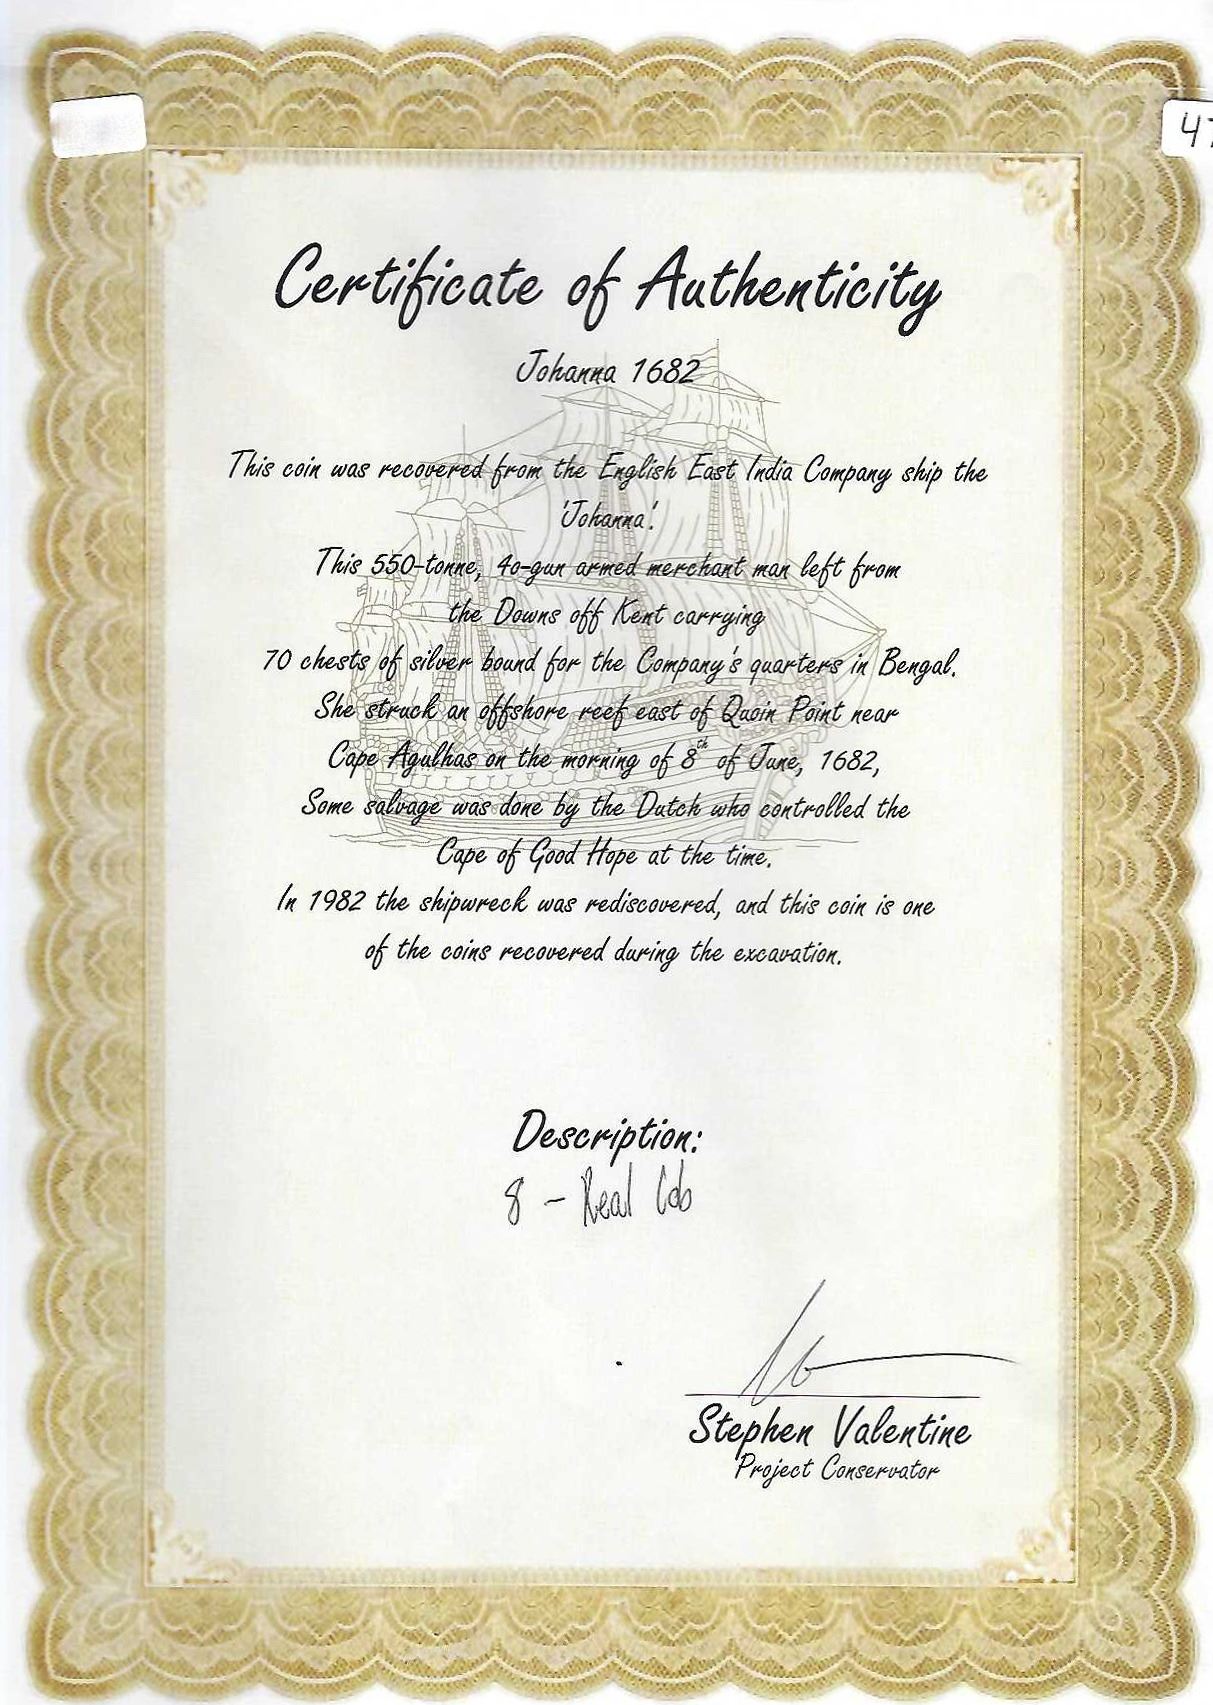 47
Certificate of Authenticity
Johanna 1682
This coin was recovered from the English East India Company ship the
'Johanna'.
This 550-tonne, 40-gun armed merchant man left from
the Downs off Kent carrying
70 chests of silver bound for the Company's quarters in Bengal.
She struck an offshore reef east of Quoin Point near
Cape Agulhas on the morning of 8th of June, 1682,
Some salvage was done by the Dutch who controlled the
Cape of Good Hope at the time.
In 1982 the shipwreck was rediscovered, and this coin is one
of the coins recovered during the excavation.
Description:
8 - Real Cob
Stephen Valentine
Project Conservator